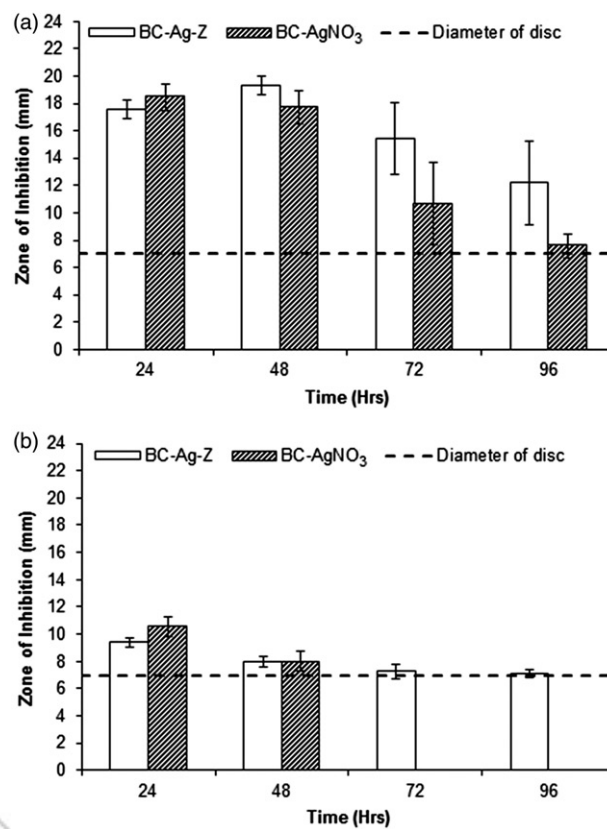 (a)
BC-Ag-Z BC-AgNO3 Diameter of disc
Zone of Inhibition (mm)
24
22
20
18
16
14
12
10
8
6
4
2
0
24 48 72 96
Time (Hrs)
(b)
BC-Ag-Z BC-AgNO3 Diameter of disc
Zone of Inhibition (mm)
24
22
20
18
16
14
12
10
8
6
4
2
0
24 48 72 96
Time (Hrs)